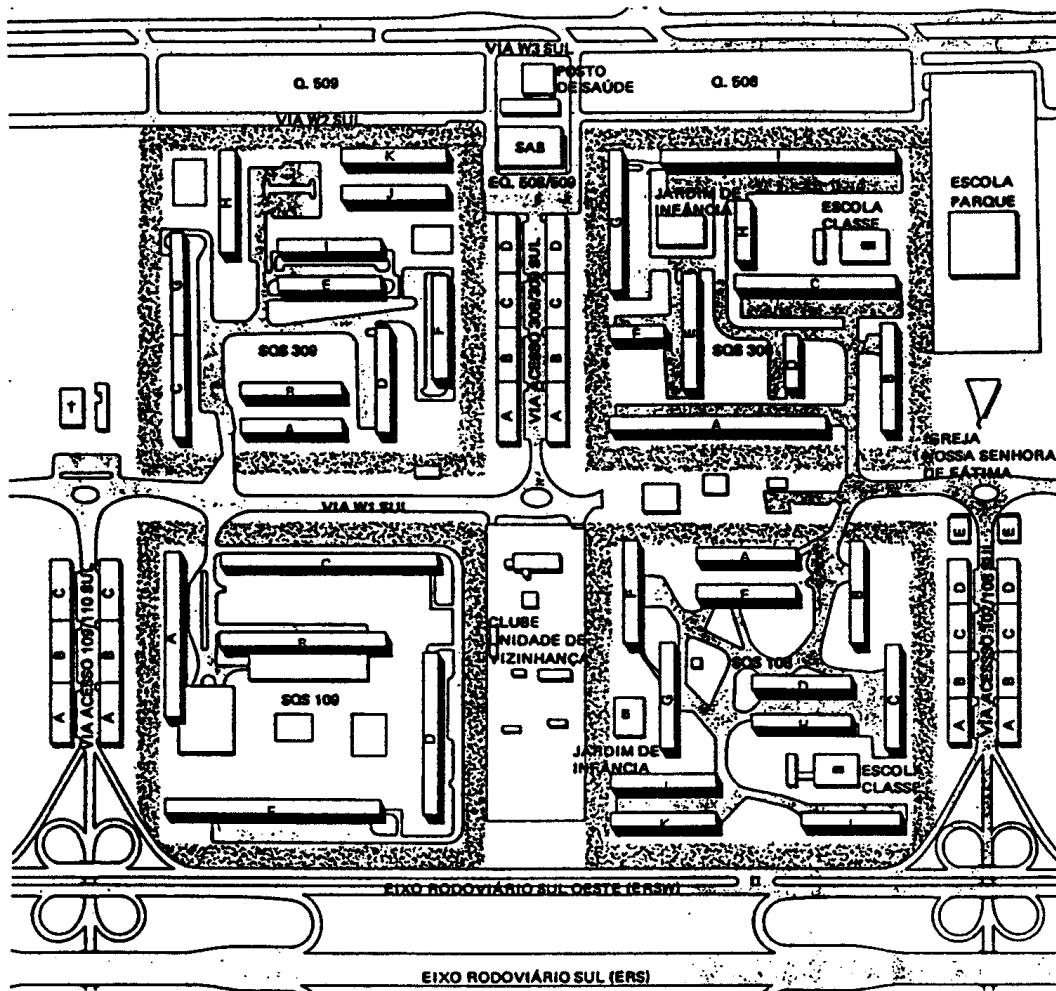 VIA W3 SUL
Q. 509
POSTO
DE SAÚDE
Q. 508
VIA W2 SUL
SAB
EQ. 508/509
K
J
H
I
E
F
G
C
SQS 309
B
A
D
D
C
B
A
VIA ACESSO 308/309 SUL
D
C
B
A
I
G
JARDIM DE
INFÂNCIA
H
ESCOLA
CLASSE
ESCOLA
PARQUE
C
F
E
D
B
A
IGREJA
NOSSA SENHORA
DE FÁTIMA
VIA W1 SUL
C
B
A
VIA ACESSO 109/110 SUL
C
B
A
A
C
B
SQS 109
D
E
CLUBE
UNIDADE DE
VIZINHANÇA
F
A
E
B
SQS 108
G
D
H
C
JARDIM DE
INFÂNCIA
ESCOLA
CLASSE
J
K
I
E
D
C
B
A
VIA ACESSO 107/108 SUL
E
D
C
B
A
EIXO RODOVIÁRIO SUL OESTE (ERSW)
EIXO RODOVIÁRIO SUL (ERS)